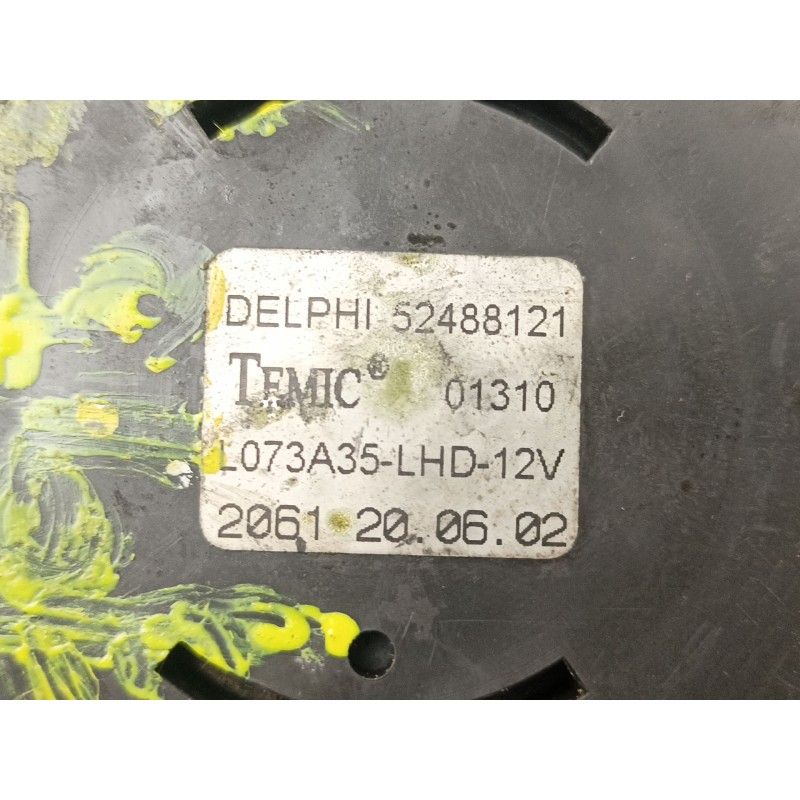 DELPHI 52488121
TEMIC® 01310
L073A35-LHD-12V
2061 20.06.02